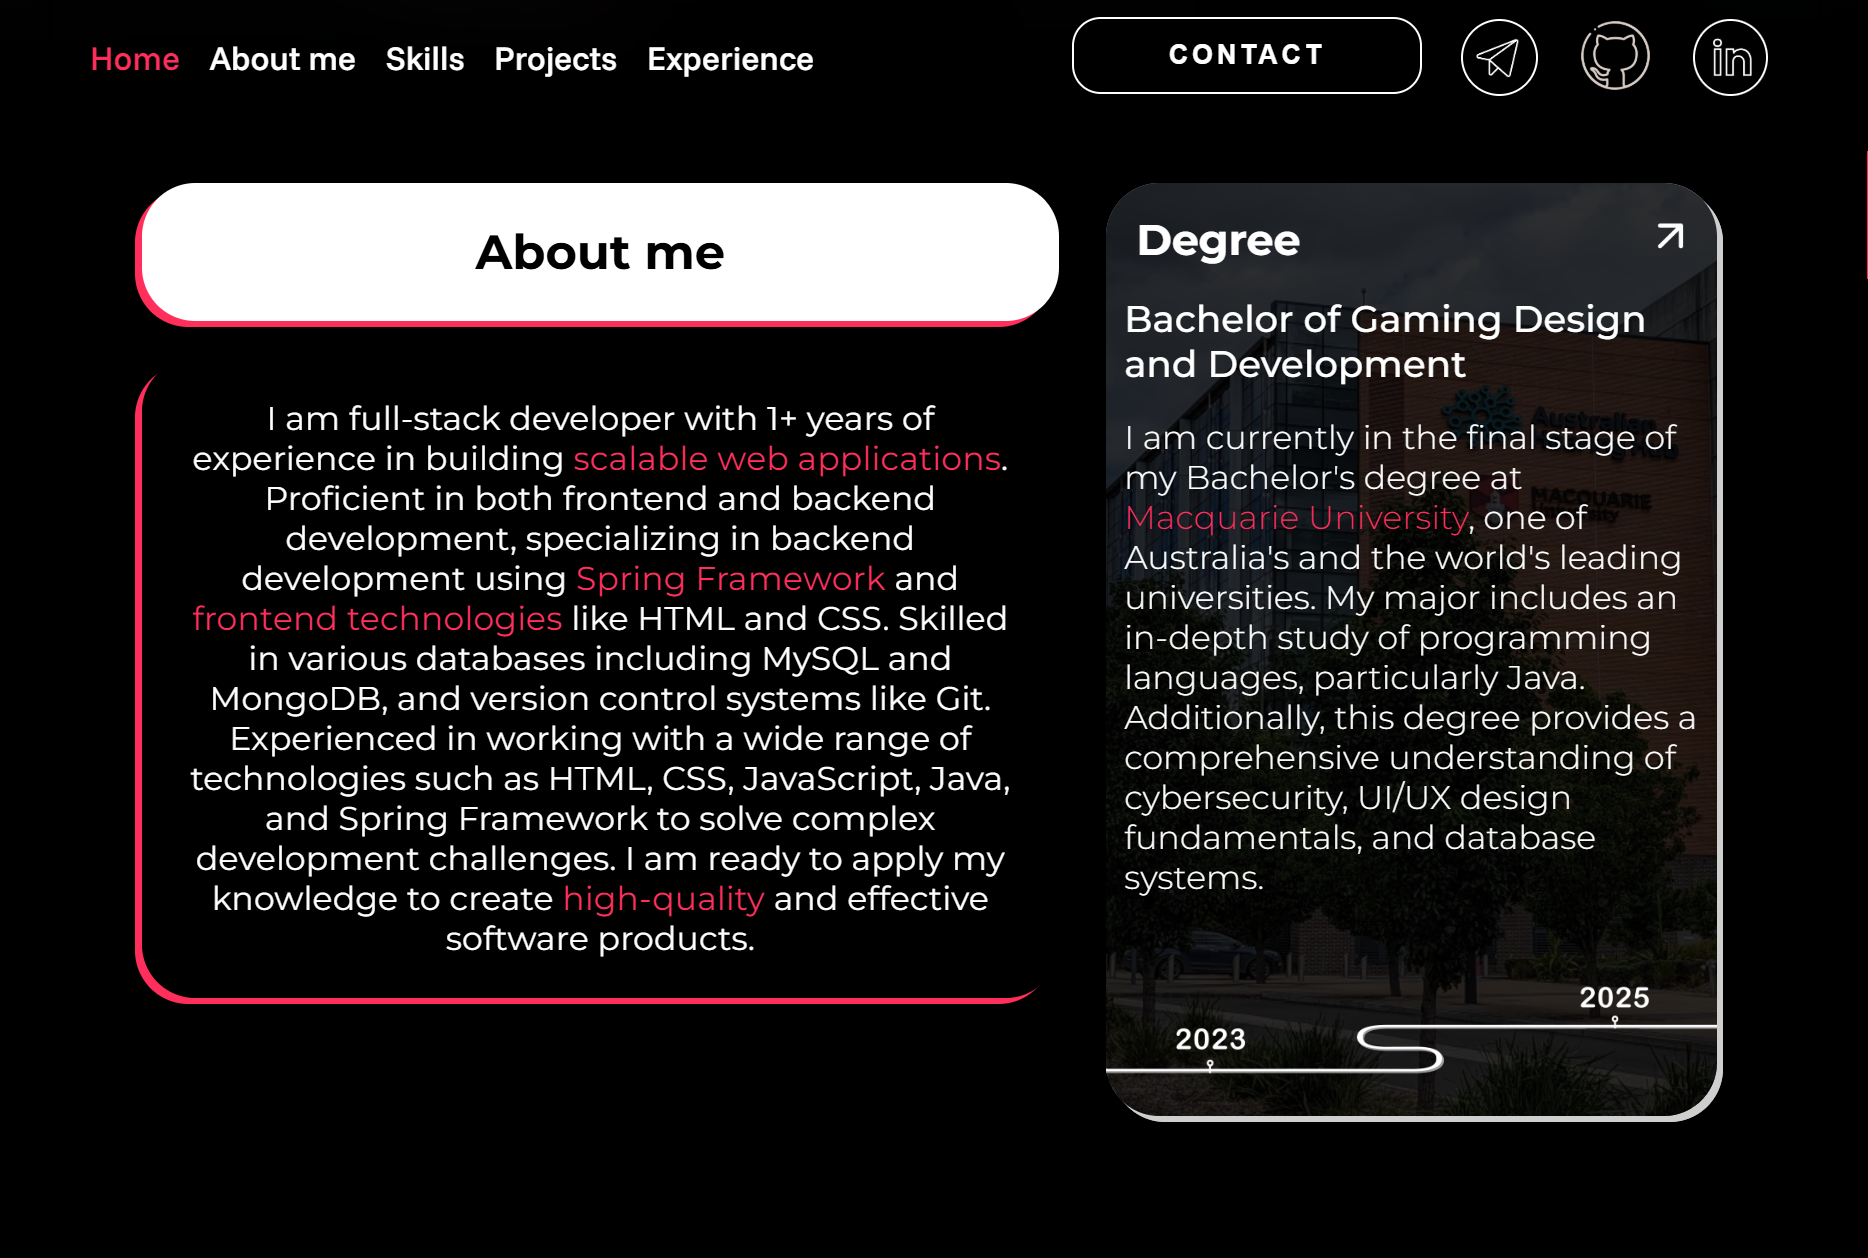 Home About me Skills Projects Experience
CONTACT
in
About me
I am full-stack developer with 1+ years of
experience in building scalable web applications.
Proficient in both frontend and backend
development, specializing in backend
development using Spring Framework and
frontend technologies like HTML and CSS. Skilled
in various databases including MySQL and
MongoDB, and version control systems like Git.
Experienced in working with a wide range of
technologies such as HTML, CSS, JavaScript, Java,
and Spring Framework to solve complex
development challenges. I am ready to apply my
knowledge to create high-quality and effective
software products.
Degree
Bachelor of Gaming Design
and Development
Australian
I am currently in the final stage of
my Bachelor's degree at
MACQUARIE
University
Macquarie University, one of
Australia's and the world's leading
universities. My major includes an
in-depth study of programming
languages, particularly Java.
Additionally, this degree provides a
comprehensive understanding of
cybersecurity, UI/UX design
fundamentals, and database
systems.
2023
2025